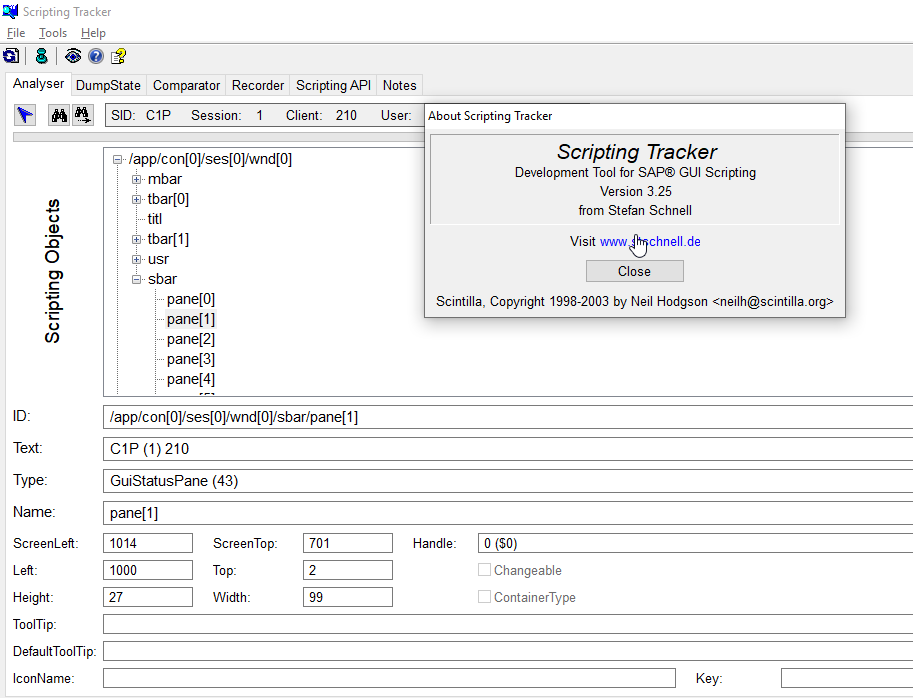 Scripting Tracker
File Tools Help
Analyser DumpState Comparator Recorder Scripting API Notes
SID: C1P Session: 1 Client: 210 User:
About Scripting Tracker
Scripting Tracker
Development Tool for SAP® GUI Scripting
Version 3.25
from Stefan Schnell
Visit
Close
Scintilla, Copyright 1998-2003 by Neil Hodgson <neilh@scintilla.org>
Scripting Objects
/app/con[0]/ses[0]/wnd[0]
mbar
tbar[0]
titl
tbar[1]
usr
sbar
pane[0]
pane[1]
pane[2]
pane[3]
pane[4]
ID: /app/con[0]/ses[0]/wnd[0]/sbar/pane[1]
Text: C1P (1) 210
Type: GuiStatusPane (43)
Name: pane[1]
ScreenLeft: 1014 ScreenTop: 701 Handle: 0 ($0)
Left: 1000 Top: 2 Changeable
Height: 27 Width: 99 ContainerType
ToolTip:
DefaultToolTip:
IconName: Key: